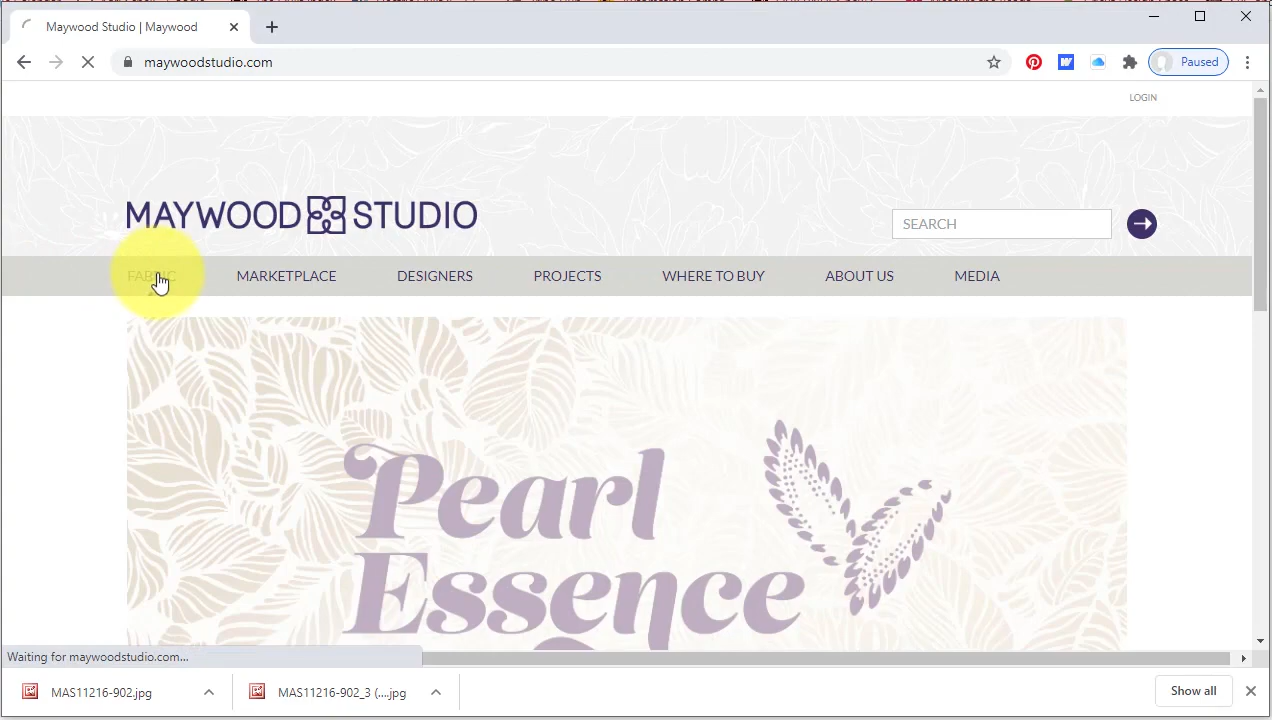 Maywood Studio | Maywood
maywoodstudio.com
Paused
LOGIN
MAYWOOD STUDIO
SEARCH
FABRIC
MARKETPLACE
DESIGNERS
PROJECTS
WHERE TO BUY
ABOUT US
MEDIA
Pearl
Essence
Waiting for maywoodstudio.com...
MAS11216-902.jpg
MAS11216-902_3 (....jpg
Show all